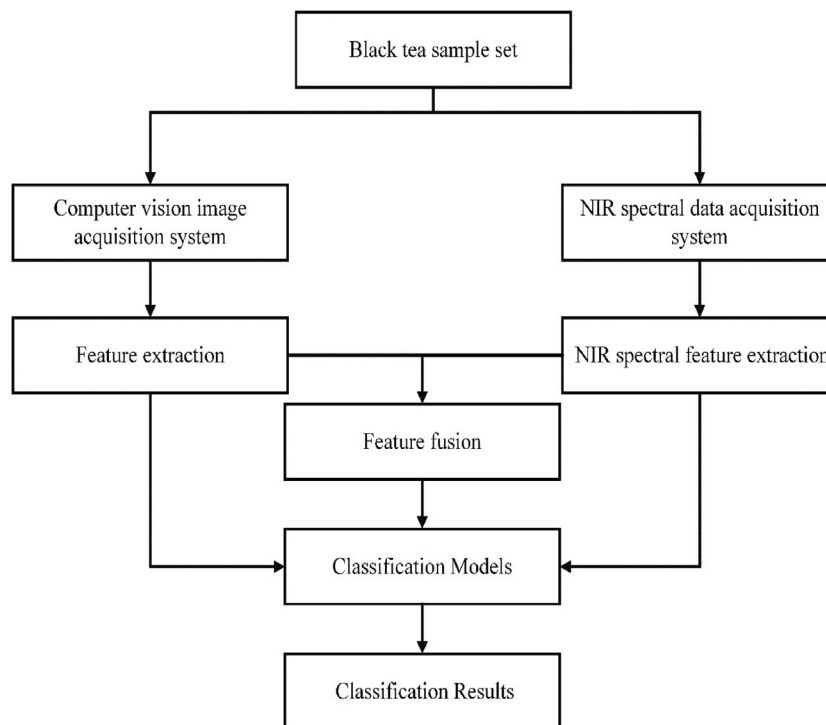 Black tea sample set
Computer vision image
acquisition system
NIR spectral data acquisition
system
Feature extraction
NIR spectral feature extraction
Feature fusion
Classification Models
Classification Results